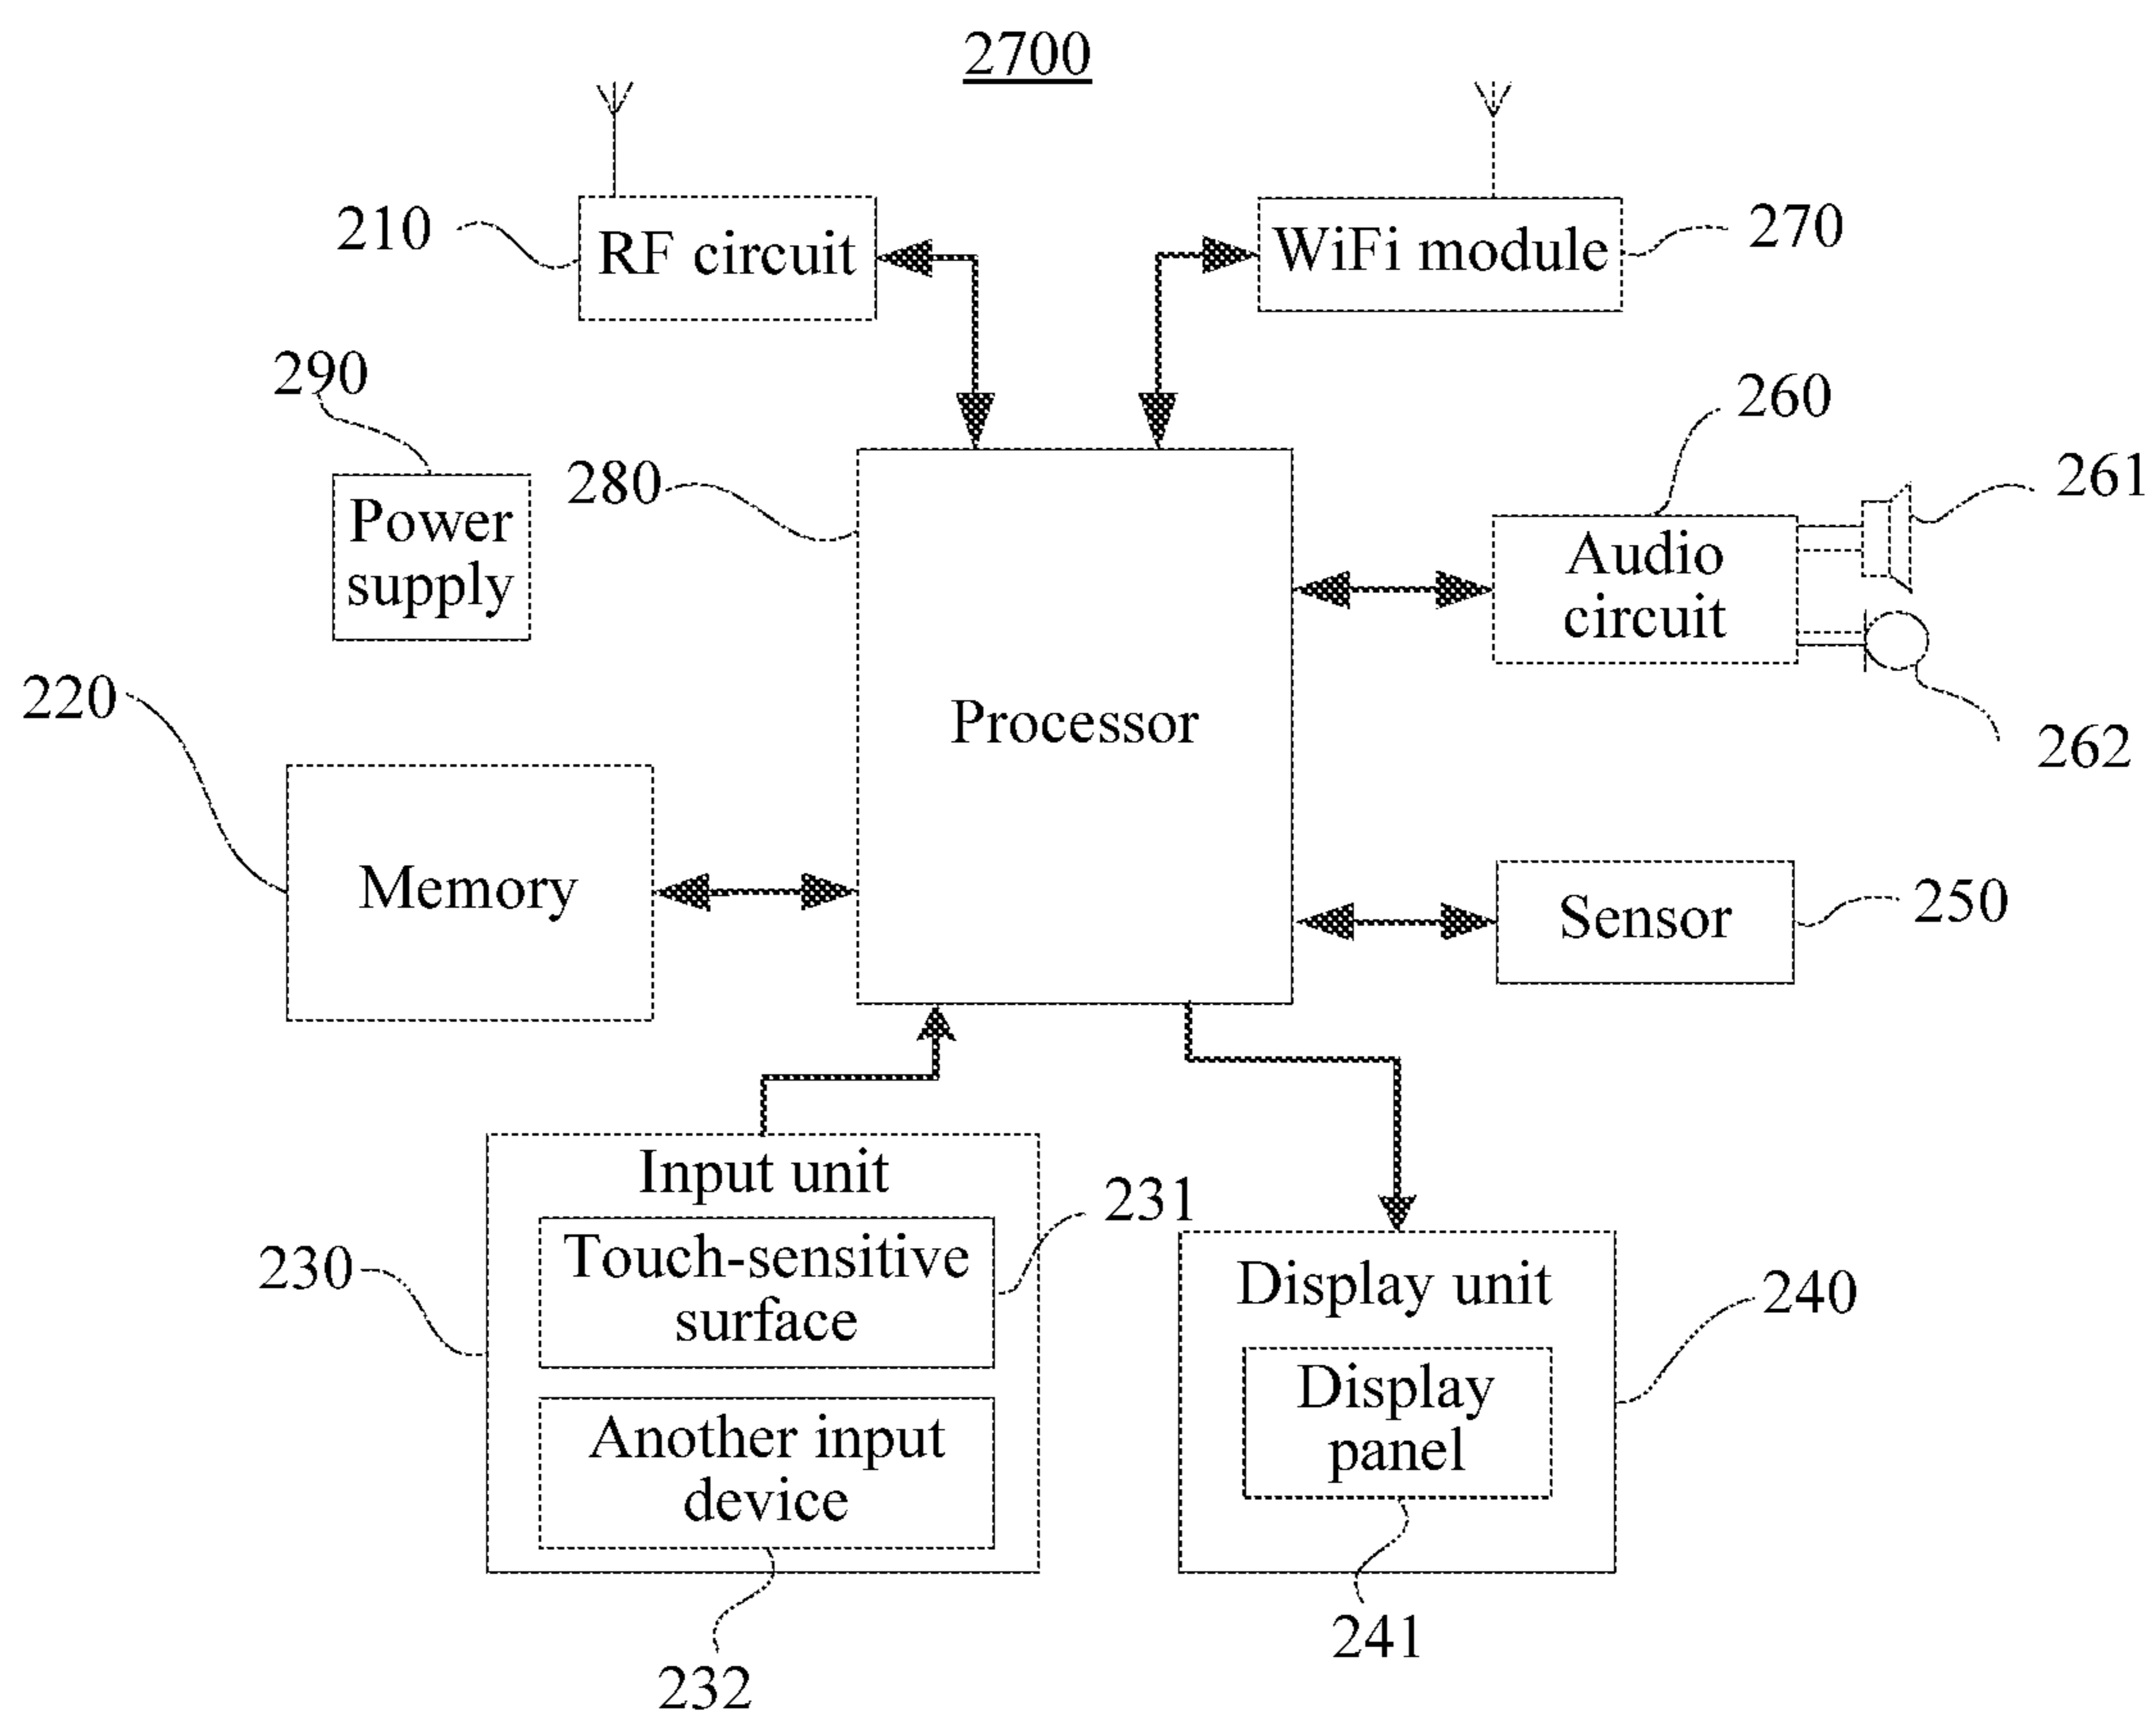 2700
210
RF circuit
WiFi module
270
290
260
280
261
Power
supply
Audio
circuit
220
Processor
262
Memory
Sensor
250
Input unit
231
230
Touch-sensitive
surface
Display unit
240
Another input
device
Display
panel
241
232